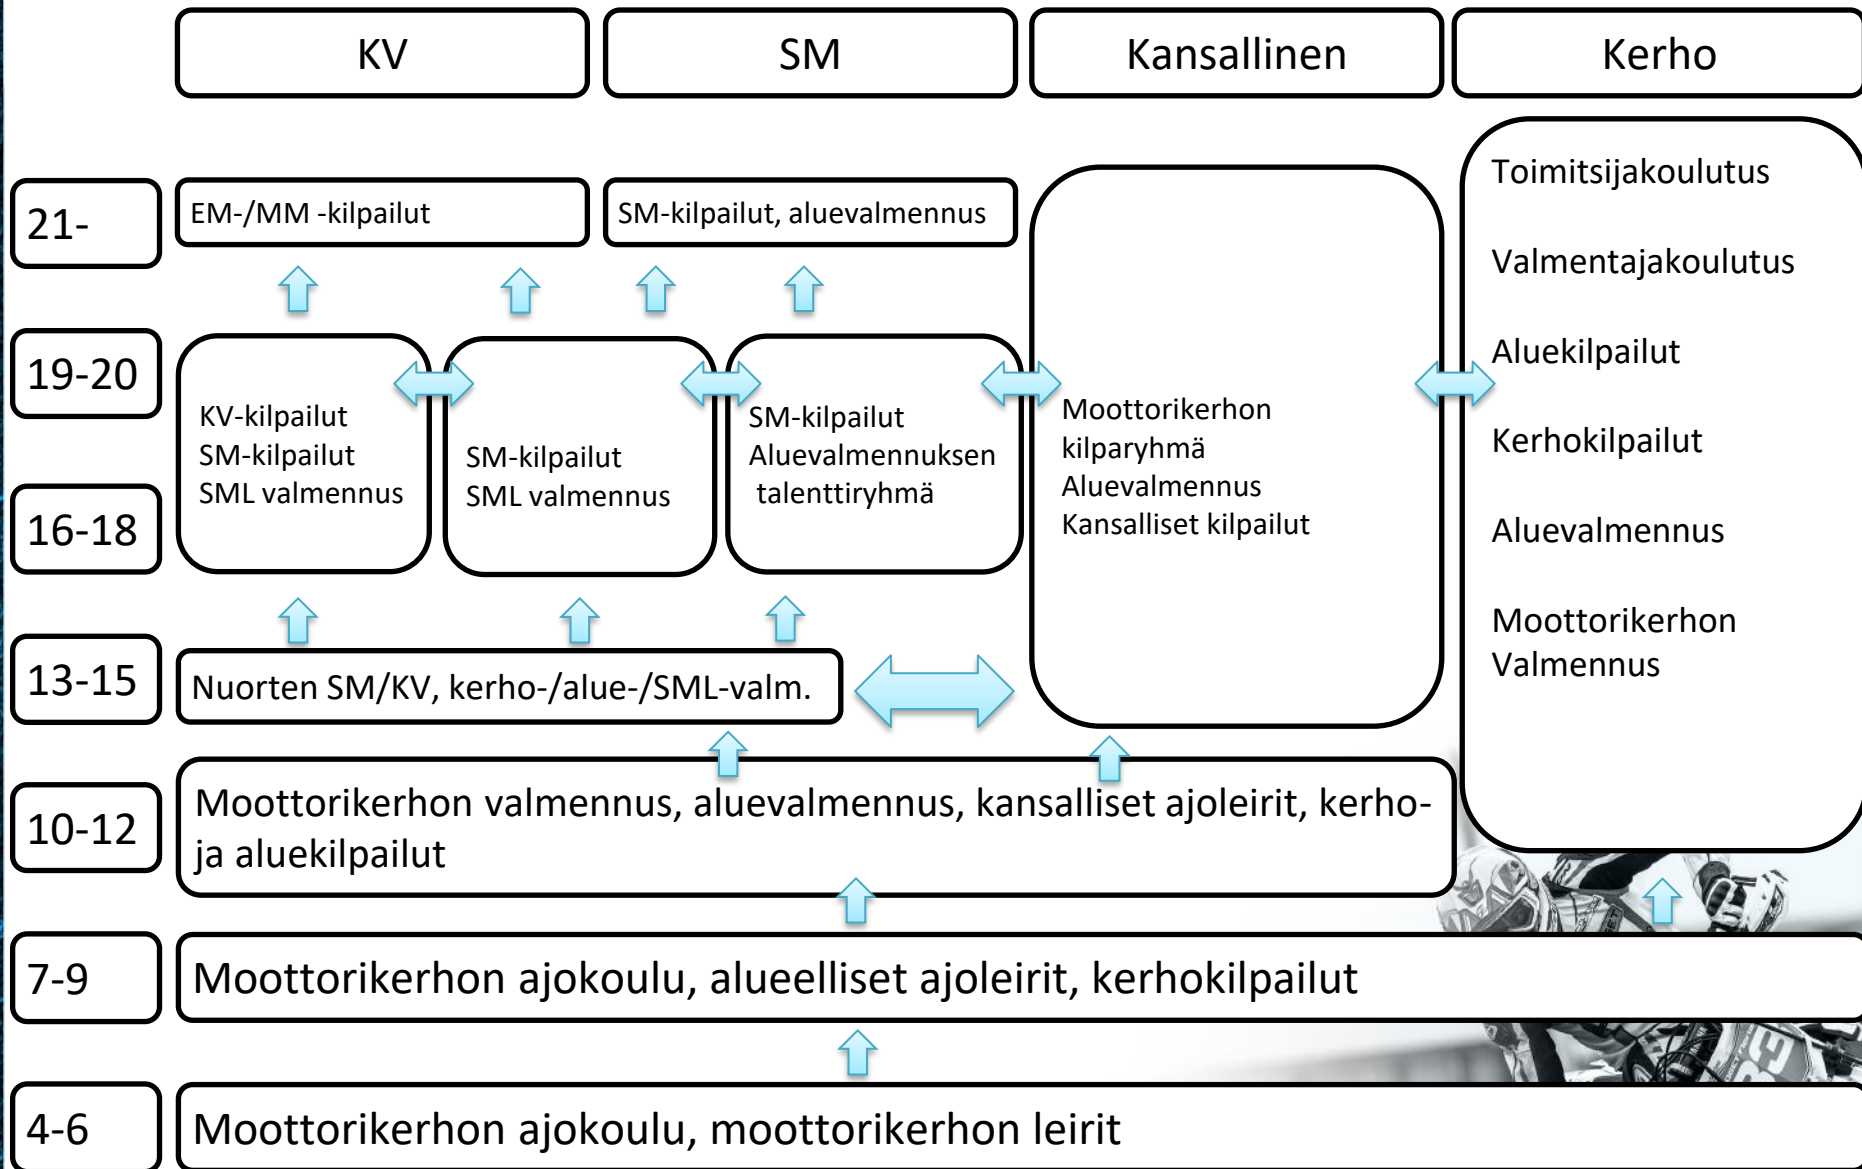 KV
SM
Kansallinen
Kerho
21-
EM-/MM -kilpailut
SM-kilpailut, aluevalmennus
19-20
16-18
KV-kilpailut
SM-kilpailut
SML valmennus
SM-kilpailut
SML valmennus
SM-kilpailut
Aluevalmennuksen
talenttiryhmä
Moottorikerhon
kilparyhmä
Aluevalmennus
Kansalliset kilpailut
Toimitsijakoulutus
Valmentajakoulutus
Aluekilpailut
Kerhokilpailut
Aluevalmennus
Moottorikerhon
Valmennus
13-15
Nuorten SM/KV, kerho-/alue-/SML-valm.
10-12
Moottorikerhon valmennus, aluevalmennus, kansalliset ajoleirit, kerho-
ja aluekilpailut
7-9
Moottorikerhon ajokoulu, alueelliset ajoleirit, kerhokilpailut
4-6
Moottorikerhon ajokoulu, moottorikerhon leirit